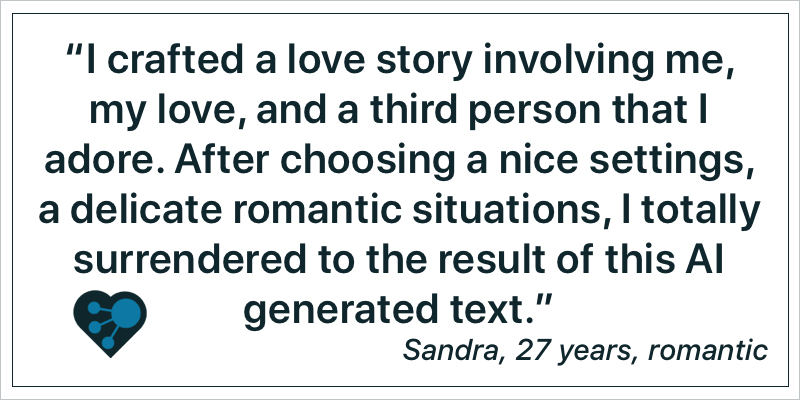 “I crafted a love story involving me,
my love, and a third person that I
adore. After choosing a nice settings,
a delicate romantic situations, I totally
surrendered to the result of this AI
generated text.”
Sandra, 27 years, romantic